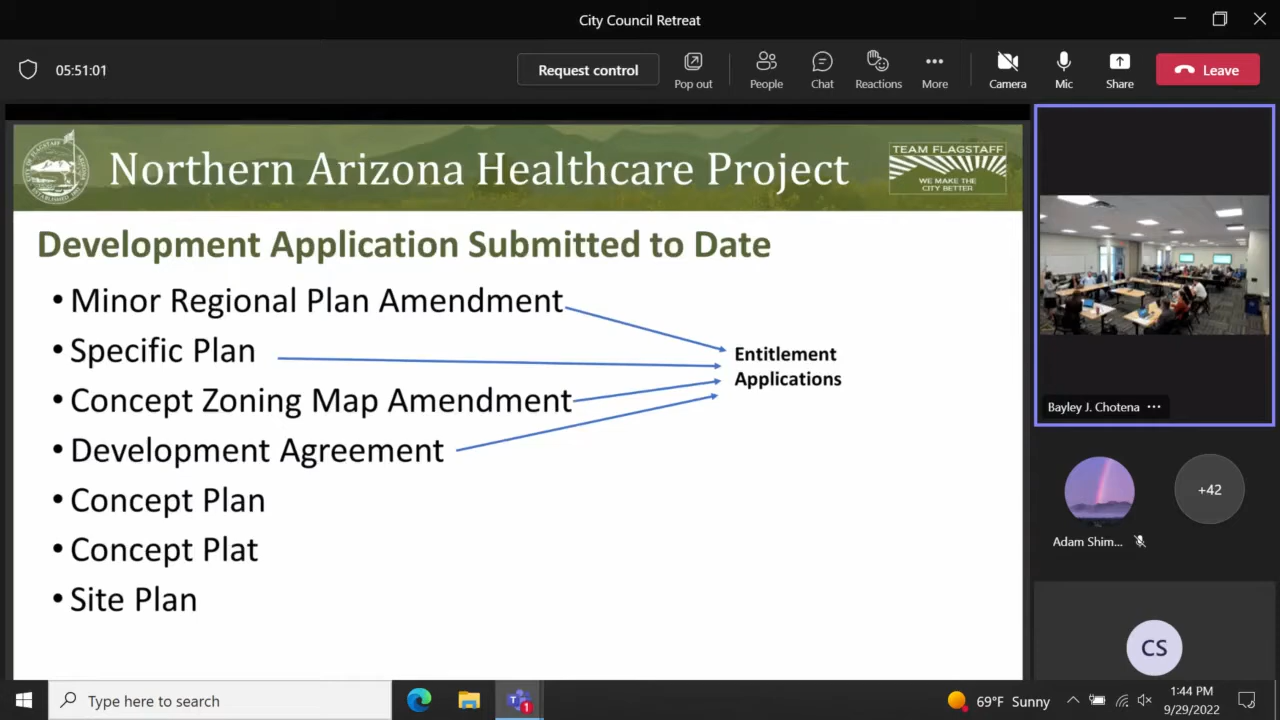 City Council Retreat
05:51:01
Request control
Pop out
People
Chat
Reactions
More
Camera
Mic
Share
Leave
Northern Arizona Healthcare Project
TEAM FLAGSTAFF
WE MAKE THE
CITY BETTER
Development Application Submitted to Date
• Minor Regional Plan Amendment
• Specific Plan
• Concept Zoning Map Amendment
• Development Agreement
• Concept Plan
• Concept Plat
• Site Plan
Entitlement
Applications
Bayley J. Chotena
+42
Adam Shim...
CS
Type here to search
1
69°F Sunny
1:44 PM
9/29/2022